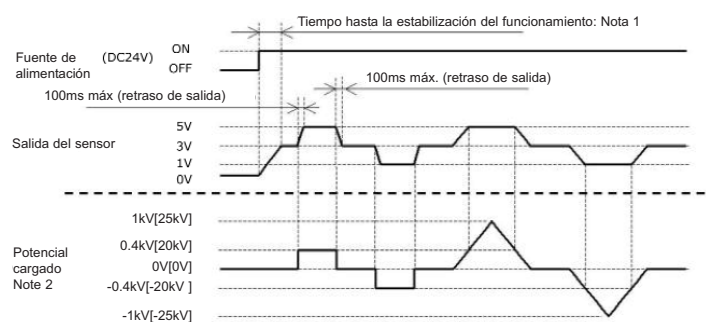 Tiempo hasta la estabilización del funcionamiento: Nota 1
Fuente de alimentación (DC24V) ON
OFF
100ms máx. (retraso de salida)
100ms máx (retraso de salida)
Salida del sensor
5V
3V
1V
0V
1kV[25kV]
0.4kV[20kV]
Potencial cargado Note 2
0V[0V]
-0.4kV[-20kV ]
-1kV[-25kV]